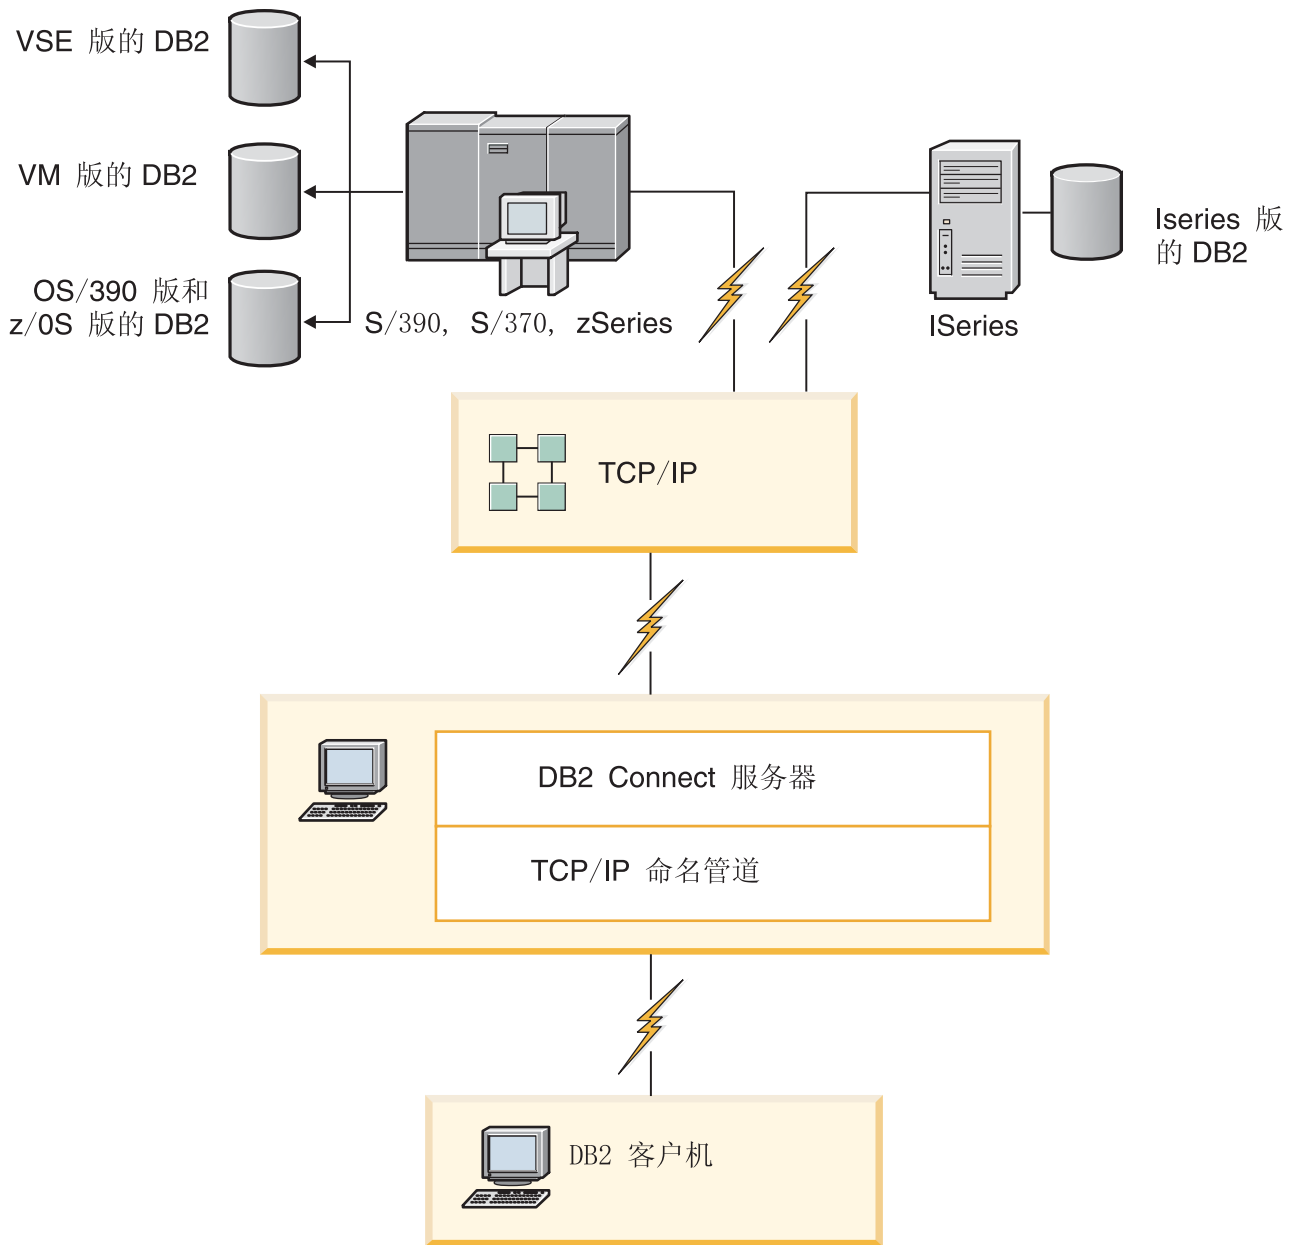 VSE 版的 DB2
VM 版的 DB2
OS/390 版和
z/OS 版的 DB2
S/390, S/370, zSeries
Iseries 版
的 DB2
ISeries
TCP/IP
DB2 Connect 服务器
TCP/IP 命名管道
DB2 客户机